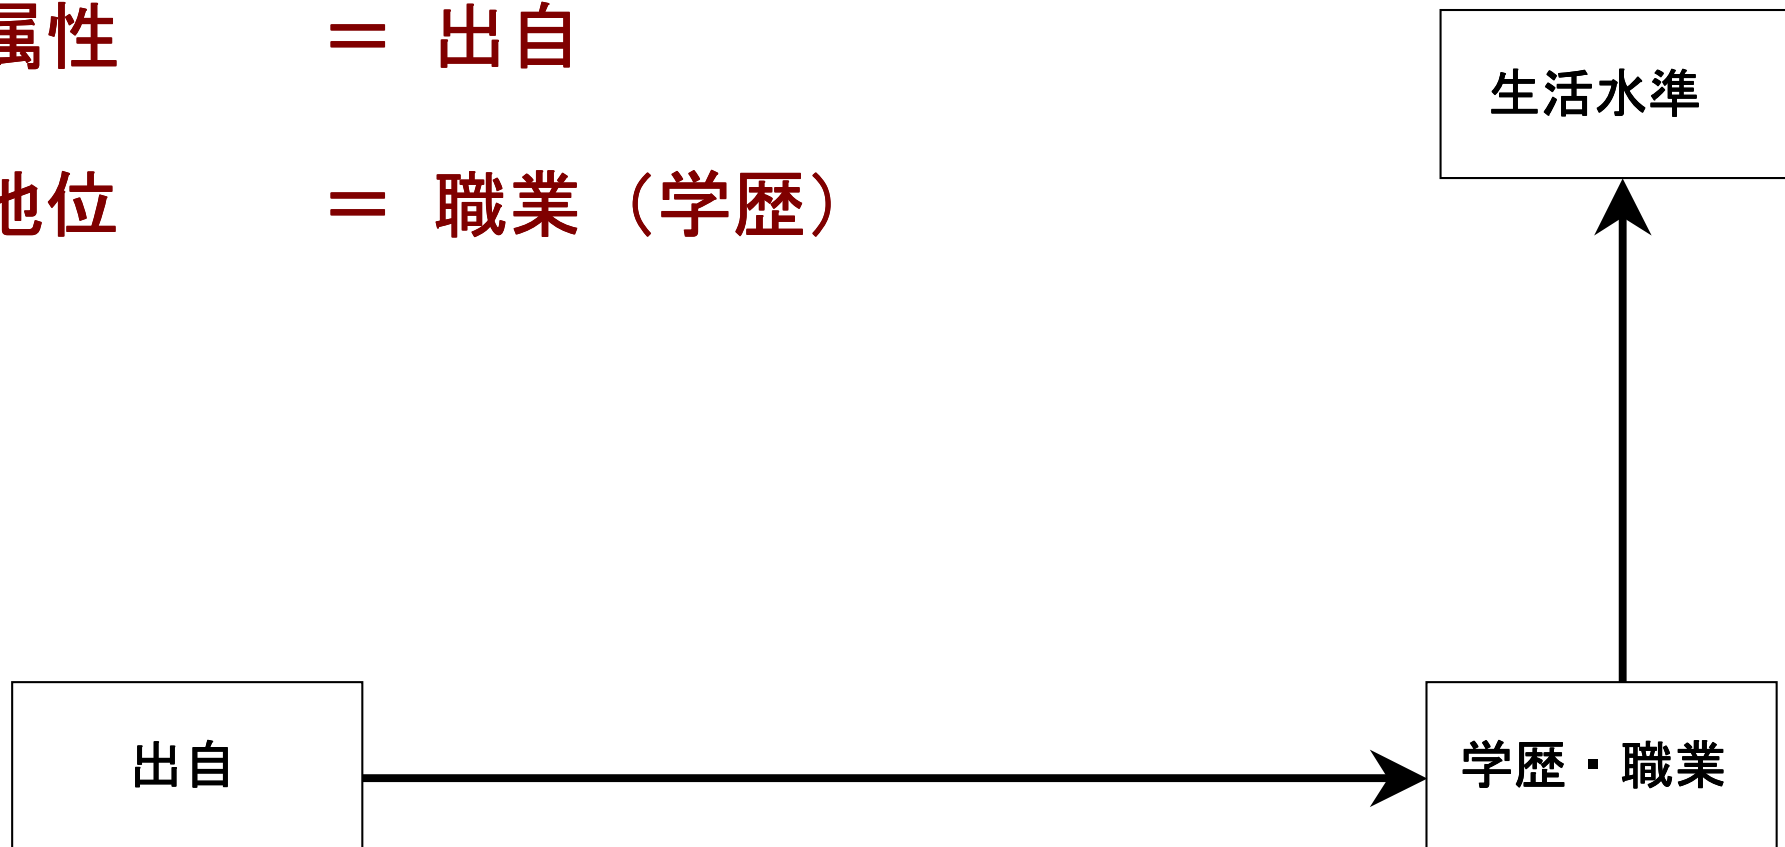 属性 = 出自
地位 = 職業（学歴）
生活水準
出自
学歴・職業